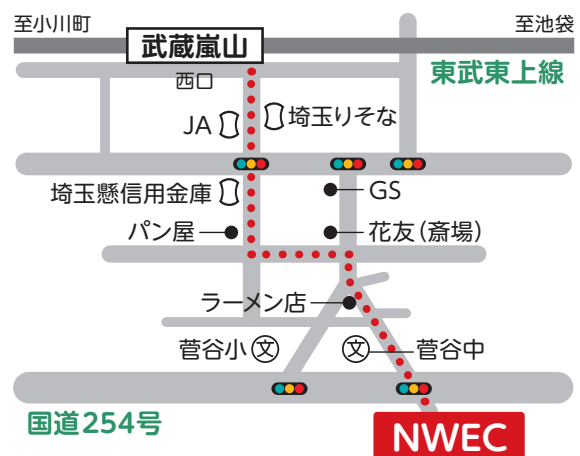 至小川町
至池袋
武蔵嵐山
東武東上線
西口
JA
埼玉りそな
埼玉懸信用金庫
GS
パン屋
花友(斎場)
ラーメン店
菅谷小 文
文 菅谷中
国道254号
NWEC